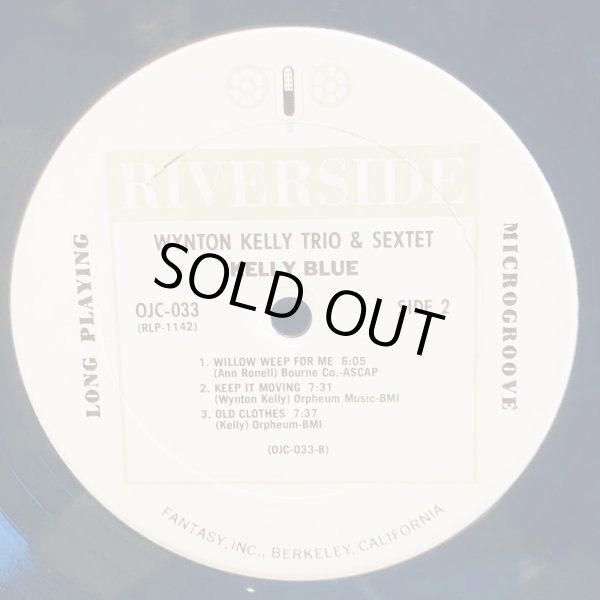 RIVERSIDE
WYNTON KELLY TRIO & SEXTET
KELLY BLUE
SOLD OUT
OJC-033
(RLP-1142)
SIDE 2
1. WILLOW WEEP FOR ME 6:05
(Ann Ronell) Bourne Co.-ASCAP
2. KEEP IT MOVING 7:31
(Wynton Kelly) Orpheum Music-BMI
3. OLD CLOTHES 7:37
(Kelly) Orpheum-BMI
(OJC-033-B)
LONG PLAYING
MICROGROOVE
FANTASY, INC., BERKELEY, CALIFORNIA